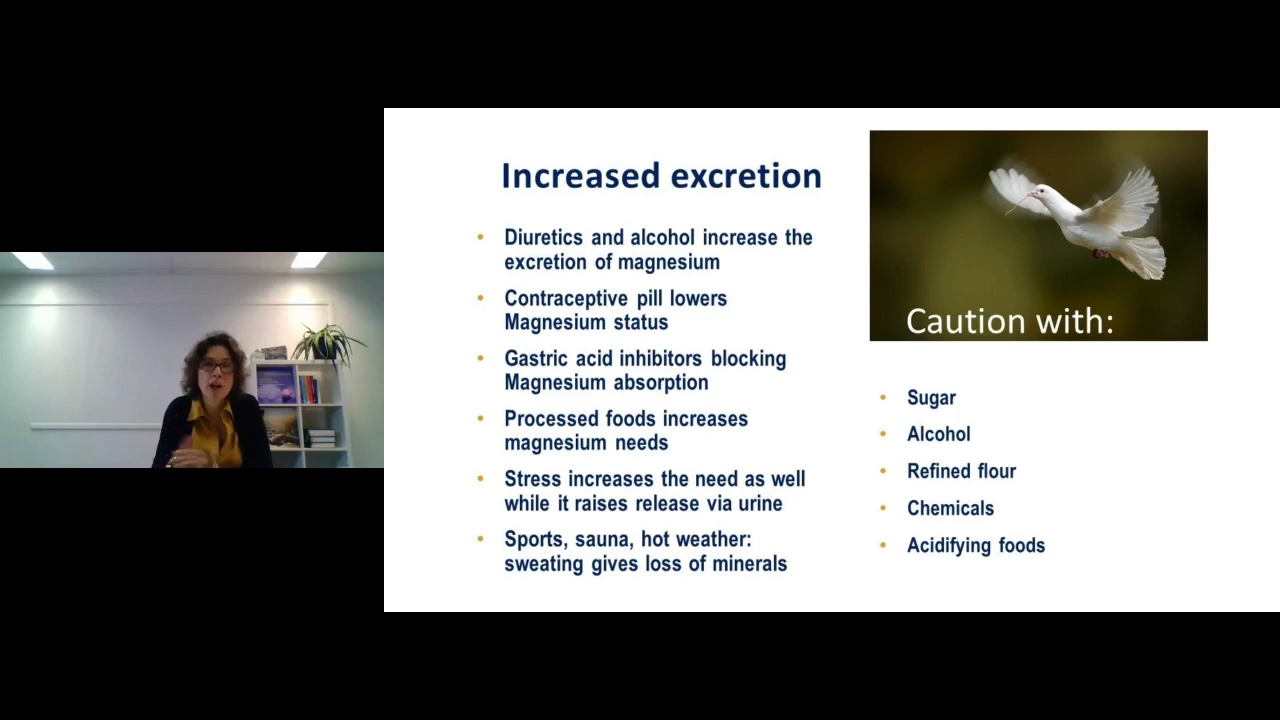 Increased excretion
• Diuretics and alcohol increase the
excretion of magnesium
• Contraceptive pill lowers
Magnesium status
• Gastric acid inhibitors blocking
Magnesium absorption
• Processed foods increases
magnesium needs
• Stress increases the need as well
while it raises release via urine
• Sports, sauna, hot weather:
sweating gives loss of minerals
Caution with:
• Sugar
• Alcohol
• Refined flour
• Chemicals
• Acidifying foods